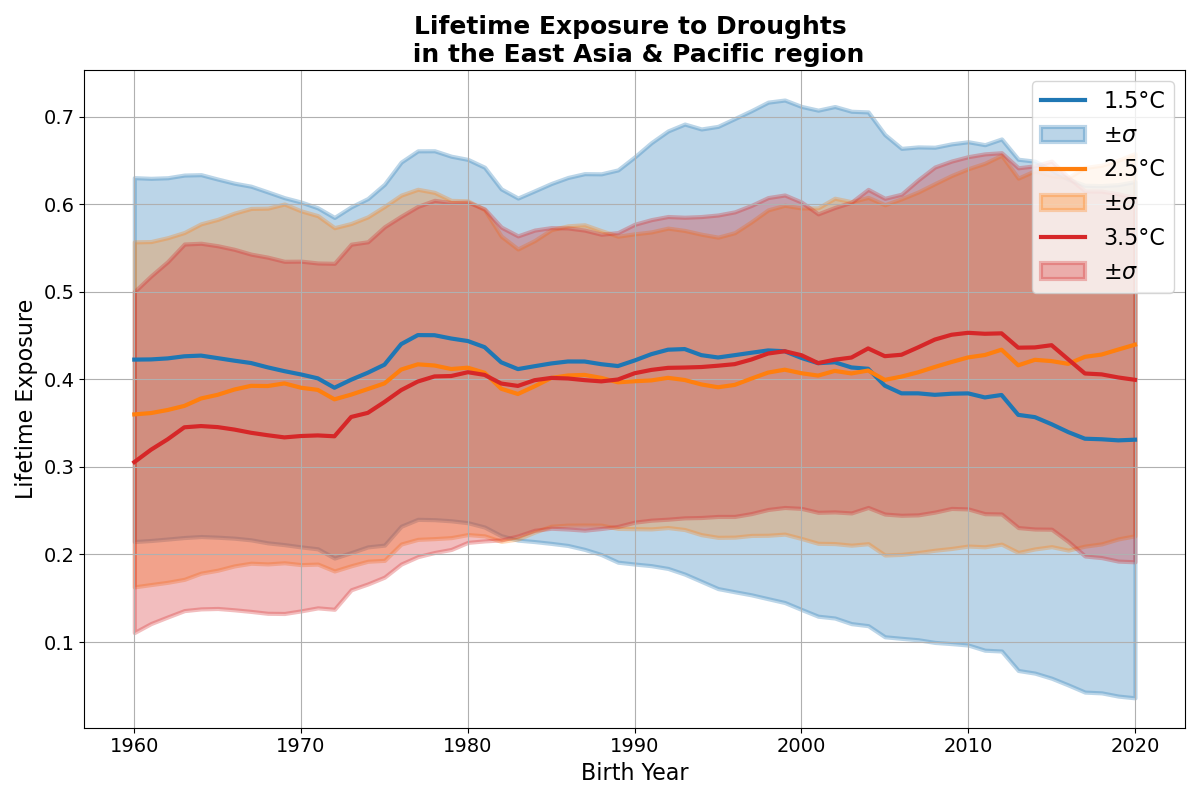 Lifetime Exposure to Droughts
in the East Asia & Pacific region
0.7
0.6
0.5
0.4
0.3
0.2
0.1
Lifetime Exposure
1960 1970 1980 1990 2000 2010 2020
Birth Year
1.5°C
±σ
2.5°C
±σ
3.5°C
±σ